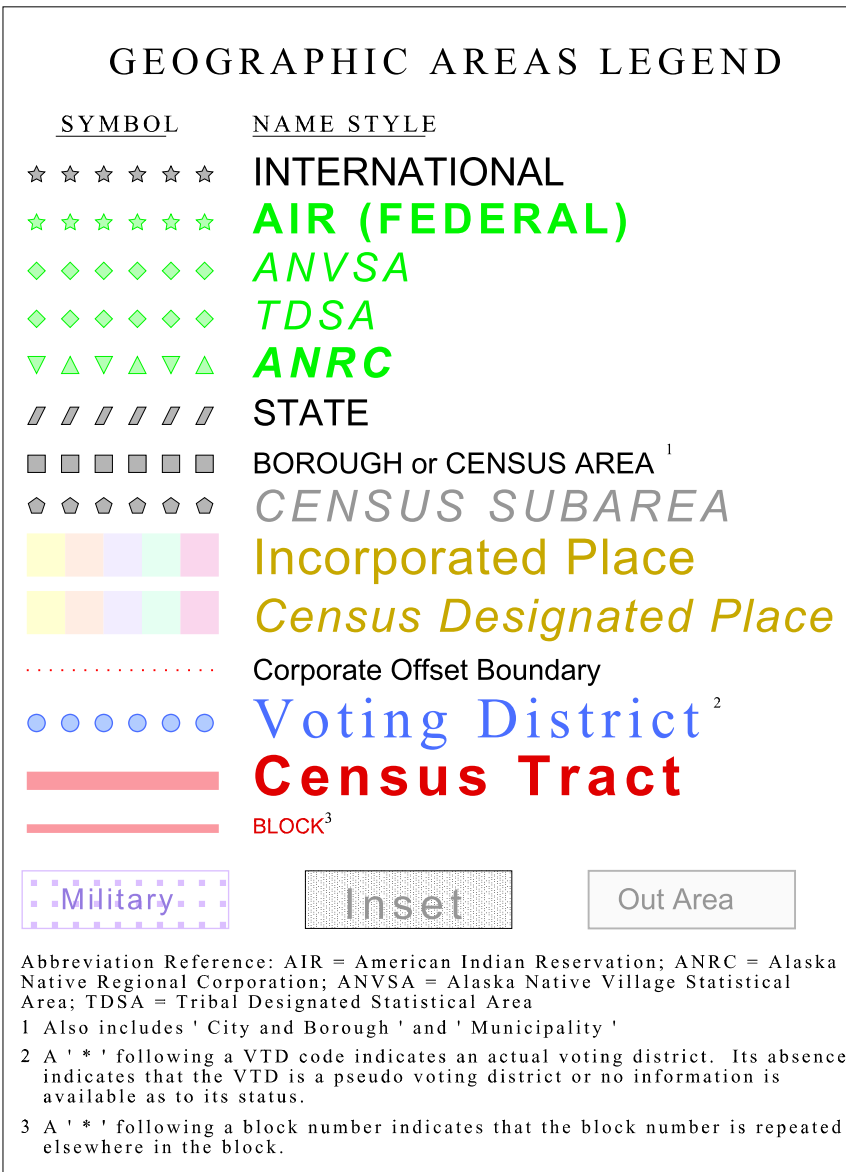 GEOGRAPHIC AREAS LEGEND
SYMBOL NAME STYLE
INTERNATIONAL
AIR (FEDERAL)
ANVSA
TDSA
ANRC
STATE
BOROUGH or CENSUS AREA 1
CENSUS SUBAREA
Incorporated Place
Census Designated Place
Corporate Offset Boundary
Voting District 2
Census Tract
BLOCK3
Military Inset Out Area
Abbreviation Reference: AIR = American Indian Reservation; ANRC = Alaska
Native Regional Corporation; ANVSA = Alaska Native Village Statistical
Area; TDSA = Tribal Designated Statistical Area
1 Also includes ' City and Borough ' and ' Municipality '
2 A ' * ' following a VTD code indicates an actual voting district. Its absence
indicates that the VTD is a pseudo voting district or no information is
available as to its status.
3 A ' * ' following a block number indicates that the block number is repeated
elsewhere in the block.